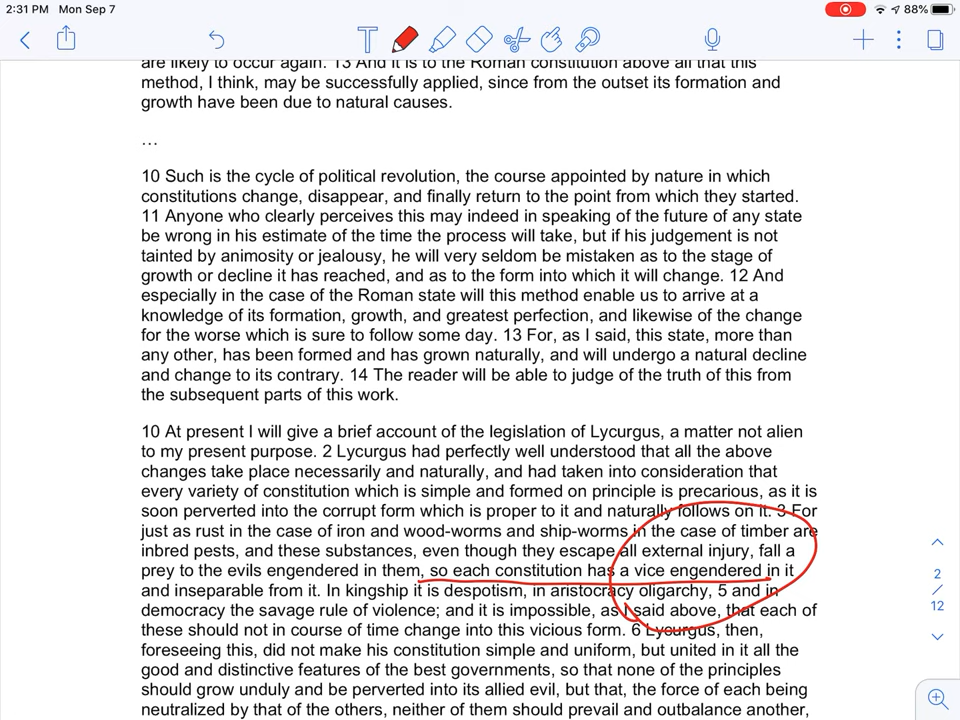 2:31 PM Mon Sep 7
88%
T
are likely to occur again. 13 And it is to the Roman constitution above all that this
method, I think, may be successfully applied, since from the outset its formation and
growth have been due to natural causes.
…
10 Such is the cycle of political revolution, the course appointed by nature in which
constitutions change, disappear, and finally return to the point from which they started.
11 Anyone who clearly perceives this may indeed in speaking of the future of any state
be wrong in his estimate of the time the process will take, but if his judgement is not
tainted by animosity or jealousy, he will very seldom be mistaken as to the stage of
growth or decline it has reached, and as to the form into which it will change. 12 And
especially in the case of the Roman state will this method enable us to arrive at a
knowledge of its formation, growth, and greatest perfection, and likewise of the change
for the worse which is sure to follow some day. 13 For, as I said, this state, more than
any other, has been formed and has grown naturally, and will undergo a natural decline
and change to its contrary. 14 The reader will be able to judge of the truth of this from
the subsequent parts of this work.
10 At present I will give a brief account of the legislation of Lycurgus, a matter not alien
to my present purpose. 2 Lycurgus had perfectly well understood that all the above
changes take place necessarily and naturally, and had taken into consideration that
every variety of constitution which is simple and formed on principle is precarious, as it is
soon perverted into the corrupt form which is proper to it and naturally follows on it. 3 For
just as rust in the case of iron and wood-worms and ship-worms in the case of timber are
inbred pests, and these substances, even though they escape all external injury, fall a
prey to the evils engendered in them, so each constitution has a vice engendered in it
and inseparable from it. In kingship it is despotism, in aristocracy oligarchy, 5 and in
democracy the savage rule of violence; and it is impossible, as I said above, that each of
these should not in course of time change into this vicious form. 6 Lycurgus, then,
foreseeing this, did not make his constitution simple and uniform, but united in it all the
good and distinctive features of the best governments, so that none of the principles
should grow unduly and be perverted into its allied evil, but that, the force of each being
neutralized by that of the others, neither of them should prevail and outbalance another,
2
/
12